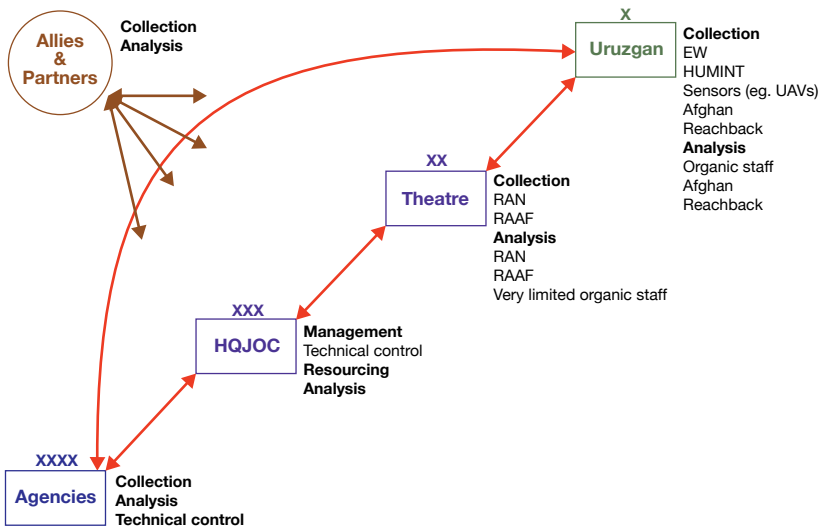 Allies
&
Partners
Collection
Analysis
X
Uruzgan
Collection
EW
HUMINT
Sensors (eg. UAVs)
Afghan
Reachback
Analysis
Organic staff
Afghan
Reachback
XX
Theatre
Collection
RAN
RAAF
Analysis
RAN
RAAF
Very limited organic staff
XXX
HQJOC
Management
Technical control
Resourcing
Analysis
XXXX
Agencies
Collection
Analysis
Technical control